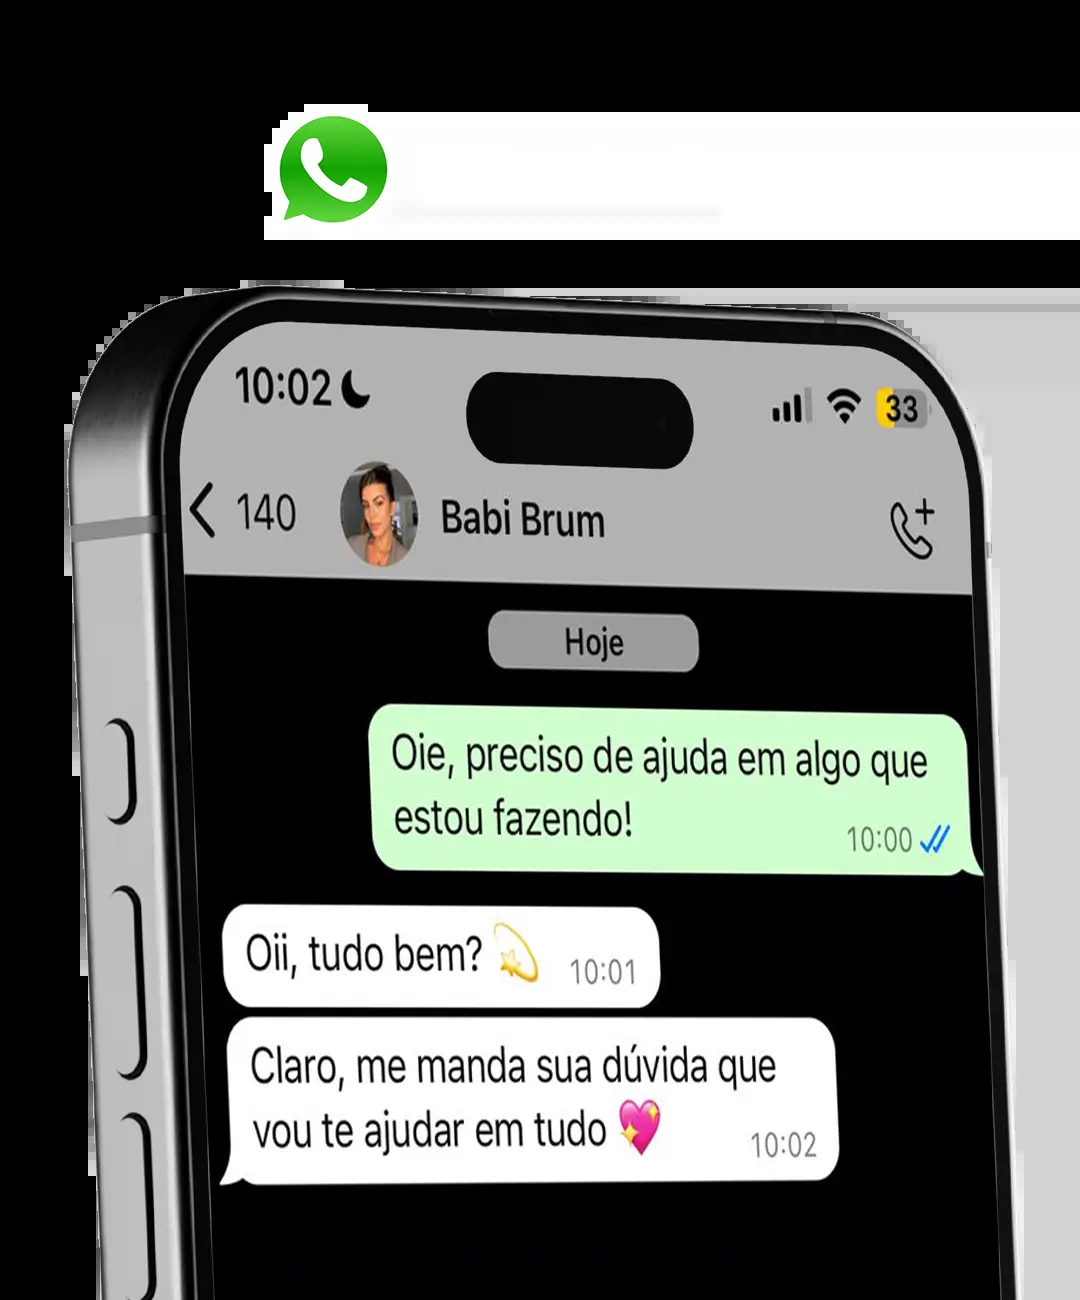 10:02
33
140
Babi Brum
Hoje
Oie, preciso de ajuda em algo que
estou fazendo!
10:00
Oii, tudo bem? 💫 10:01
Claro, me manda sua dúvida que
vou te ajudar em tudo 💖
10:02